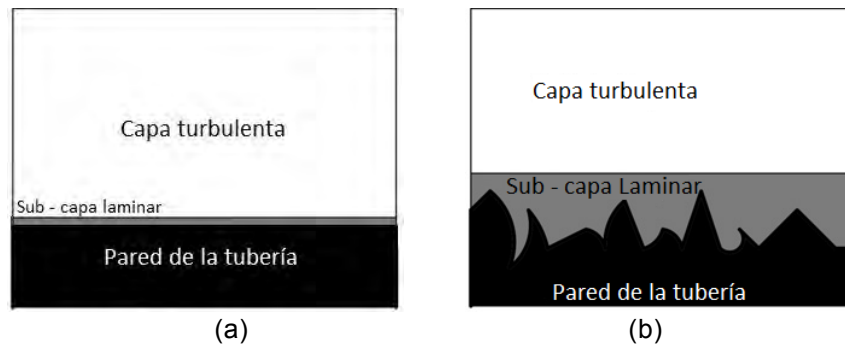 Capa turbulenta
Sub - capa laminar
Pared de la tubería
(a)
Capa turbulenta
Sub - capa Laminar
Pared de la tubería
(b)